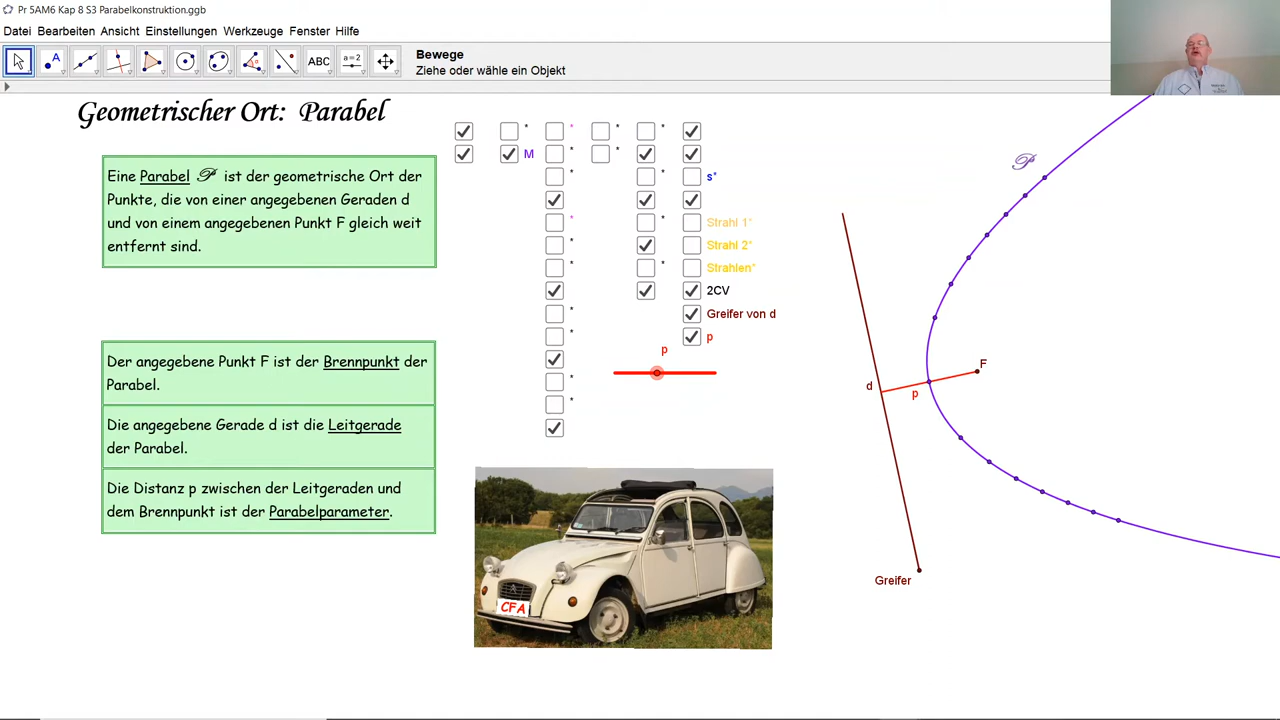 Pr 5AM6 Kap 8 S3 Parabelkonstruktion.ggb
Datei Bearbeiten Ansicht Einstellungen Werkzeuge Fenster Hilfe
A
ABC
a=2
Bewege
Ziehe oder wähle ein Objekt
Geometrischer Ort: Parabel
Eine Parabel 𝒫 ist der geometrische Ort der
Punkte, die von einer angegebenen Geraden d
und von einem angegebenen Punkt F gleich weit
entfernt sind.
Der angegebene Punkt F ist der Brennpunkt der
Parabel.
Die angegebene Gerade d ist die Leitgerade
der Parabel.
Die Distanz p zwischen der Leitgeraden und
dem Brennpunkt ist der Parabelparameter.
M
s*
Strahl 1*
Strahl 2*
Strahlen*
2CV
Greifer von d
p
p
CFA
𝒫
F
d
p
Greifer